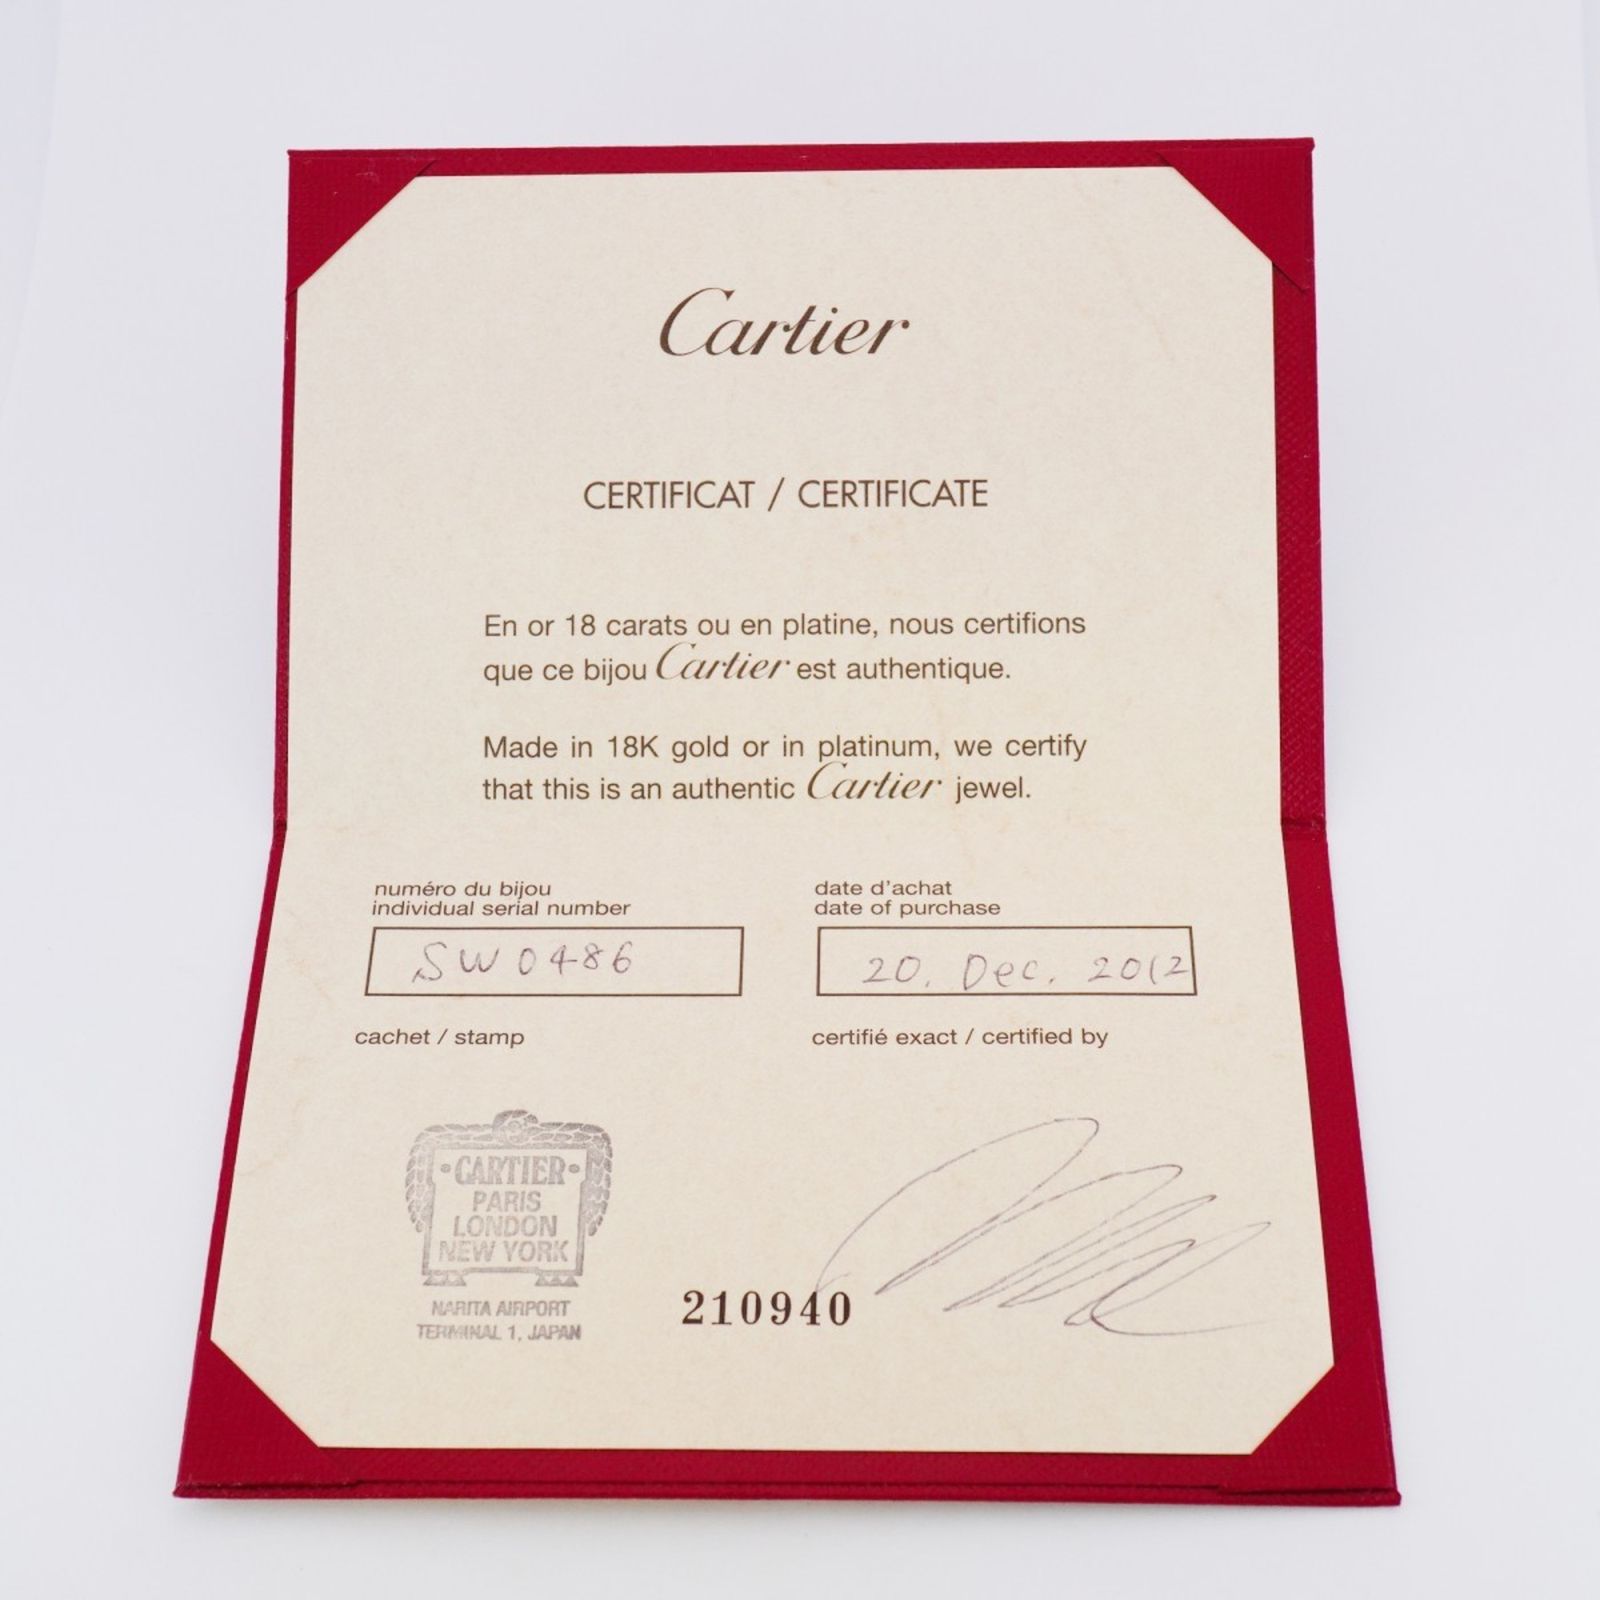 Cartier
CERTIFICAT / CERTIFICATE
En or 18 carats ou en platine, nous certifions
que ce bijou Cartier est authentique.
Made in 18K gold or in platinum, we certify
that this is an authentic Cartier jewel.
numéro du bijou
individual serial number
SW0486
date d'achat
date of purchase
20. Dec. 2012
cachet / stamp
certifié exact / certified by
·CARTIER·
PARIS
LONDON
NEW YORK
NARITA AIRPORT
TERMINAL 1, JAPAN
210940